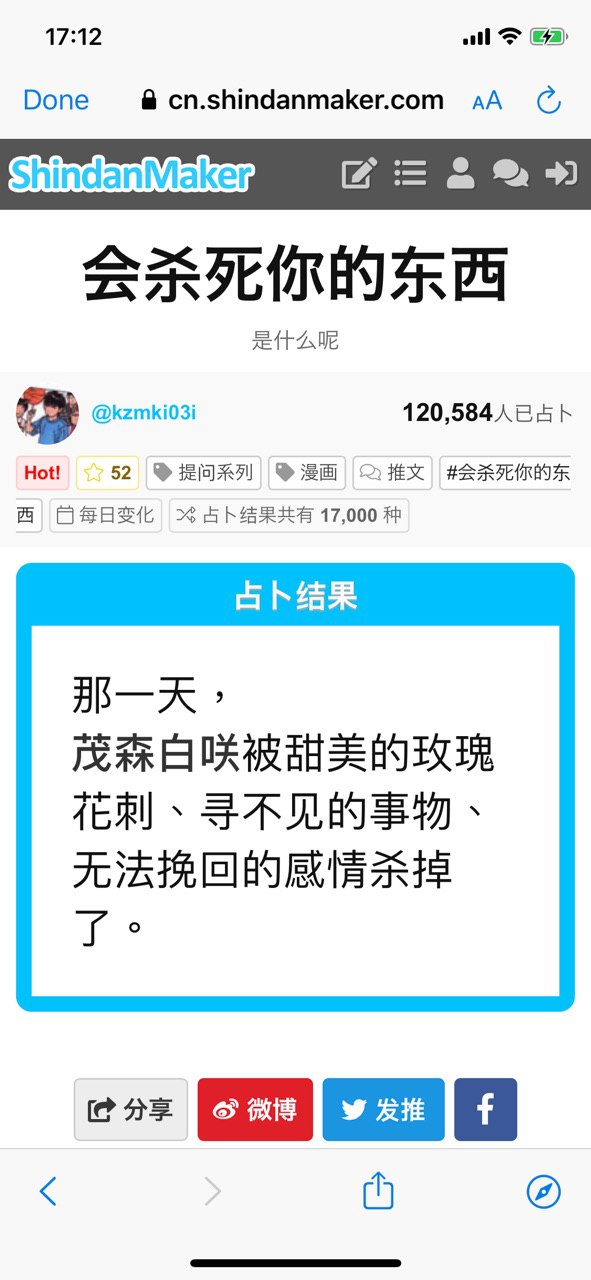 17:12
Done cn.shindanmaker.com AA
ShindanMaker
会杀死你的东西
是什么呢
@kzmki03i 120,584人已占卜
Hot! 52 提问系列 漫画 推文 #会杀死你的东
西 每日变化 占卜结果共有 17,000 种
占卜结果
那一天，
茂森白咲被甜美的玫瑰
花刺、寻不见的事物、
无法挽回的感情杀掉
了。
分享 微博 发推 f